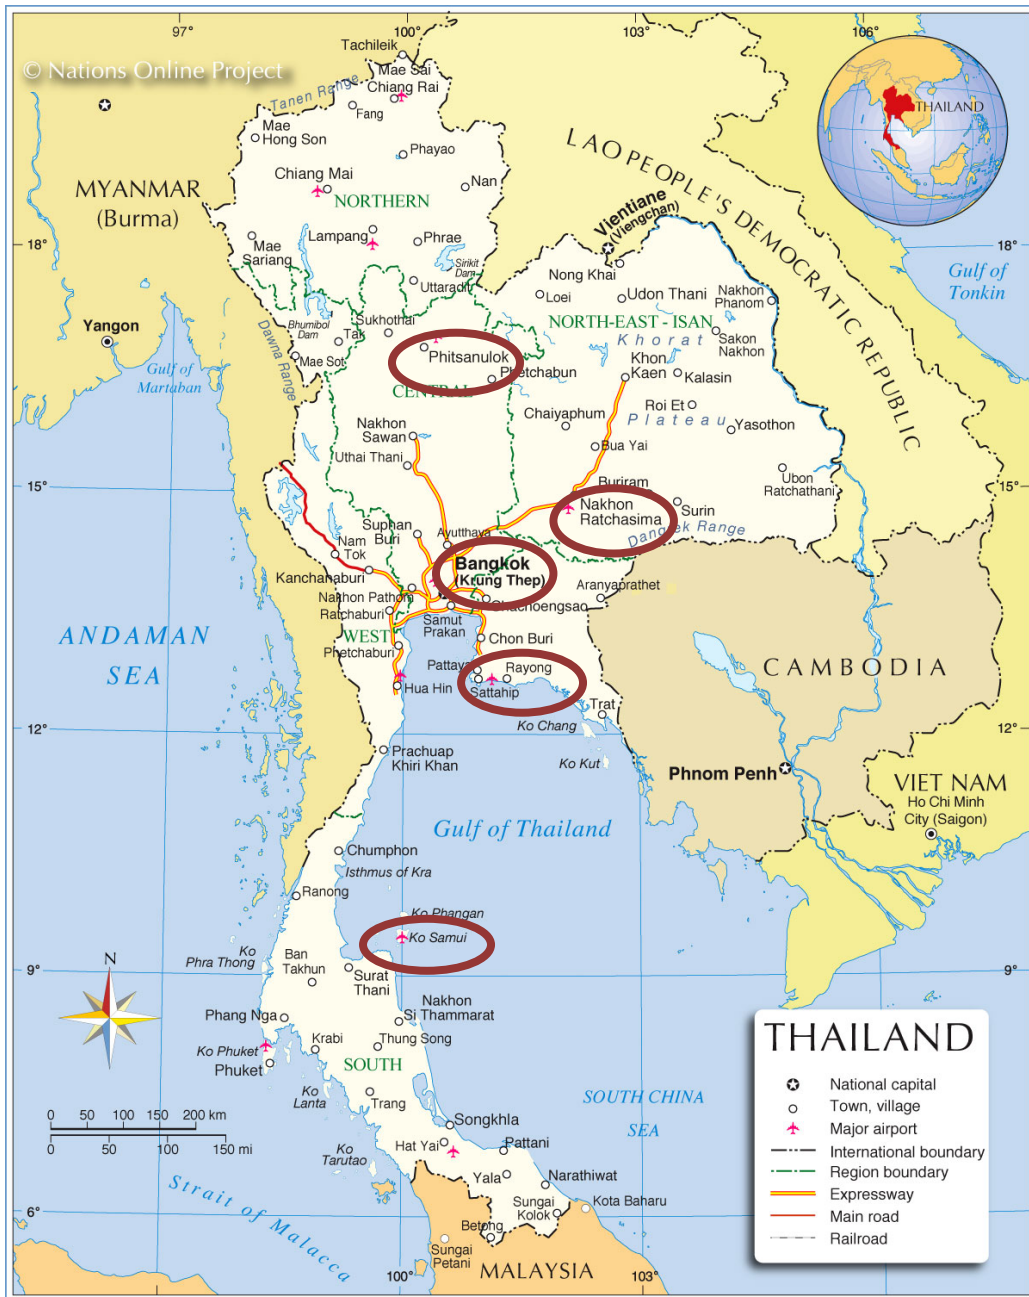 97°
100°
103°
106°
© Nations Online Project
Tachileik
Mae Sai
Chiang Rai
Tanen Range
Fang
Mae
Hong Son
Phayao
THAILAND
LAO PEOPLE'S DEMOCRATIC REPUBLIC
MYANMAR
(Burma)
Chiang Mai
Nan
NORTHERN
Vientiane
(Viengchan)
18°
18°
Lampang
Phrae
Mae
Sariang
Sirikit
Dam
Uttaradit
Nong Khai
Loei
Udon Thani
Nakhon
Phanom
Gulf of
Tonkin
Yangon
Bhumibol
Dam
Sukhothai
Tak
NORTH-EAST - ISAN
Khorat
Sakon
Nakhon
Dawna Range
Mae Sot
Phitsanulok
Phetchabun
Khon
Kaen
Kalasin
Gulf of
Martaban
CENTRAL
Chaiyaphum
Roi Et
Plateau
Yasothon
Nakhon
Sawan
Uthai Thani
Bua Yai
Ubon
Ratchathani
15°
15°
Buriram
Nakhon
Ratchasima
Surin
Suphan
Buri
Ayutthaya
Dangrek Range
Nam
Tok
Bangkok
(Krung Thep)
Kanchanaburi
Aranyaprathet
Nakhon Pathom
Chachoengsao
Ratchaburi
Samut
Prakan
WEST
Phetchaburi
Chon Buri
ANDAMAN
SEA
CAMBODIA
Pattaya
Rayong
Hua Hin
Sattahip
Trat
Ko Chang
12°
12°
Prachuap
Khiri Khan
Ko Kut
Phnom Penh
VIET NAM
Ho Chi Minh
City (Saigon)
Gulf of Thailand
Chumphon
Isthmus of Kra
Ranong
Ko Phangan
Ko Samui
Ko
Phra Thong
Ban
Takhun
Surat
Thani
9°
9°
N
Nakhon
Si Thammarat
Phang Nga
Krabi
Thung Song
Ko Phuket
Phuket
SOUTH
Ko
Lanta
Trang
0 50 100 150 200 km
0 50 100 150 mi
Songkhla
SOUTH CHINA
SEA
Hat Yai
Pattani
Ko
Tarutao
Yala
Narathiwat
Strait of Malacca
Sungai
Kolok
Kota Baharu
6°
6°
Betong
Sungai
Petani
MALAYSIA
100°
103°
THAILAND
National capital
Town, village
Major airport
International boundary
Region boundary
Expressway
Main road
Railroad